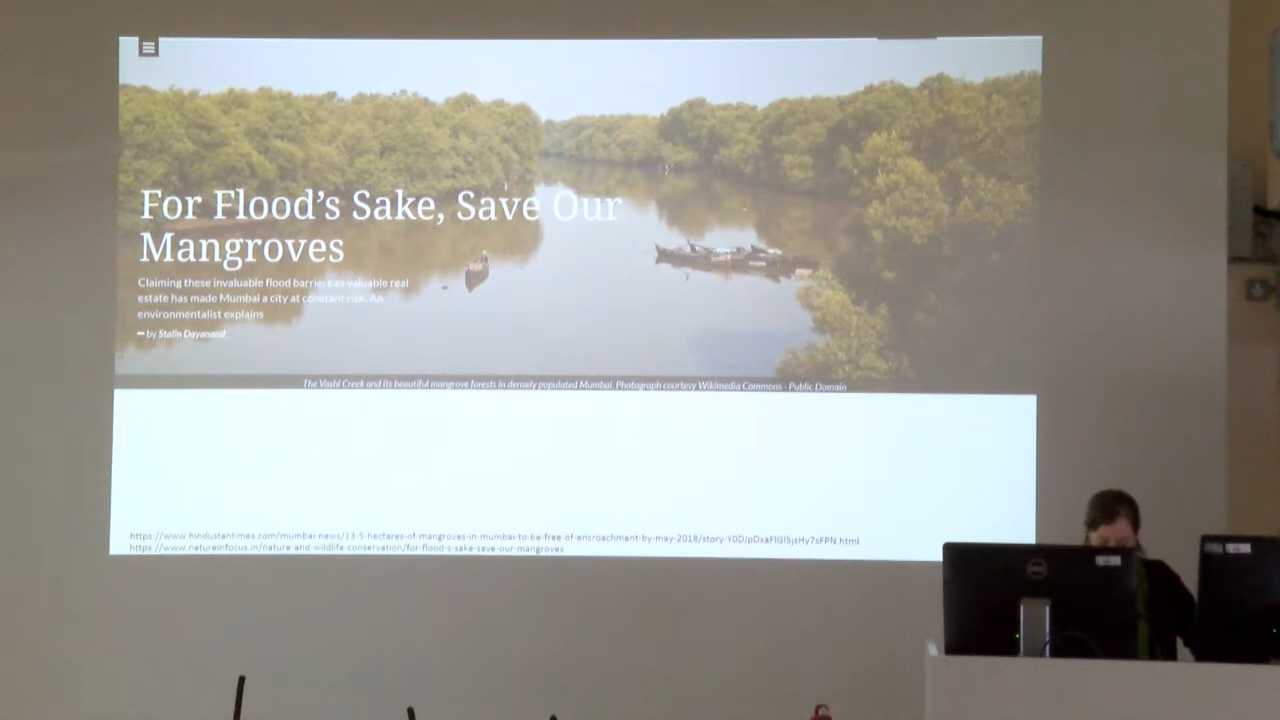 For Flood's Sake, Save Our
Mangroves
Claiming these invaluable flood barriers as valuable real
estate has made Mumbai a city at constant risk. An
environmentalist explains
by Stalin Dayanand
The Vashi Creek and its beautiful mangrove forests in densely populated Mumbai. Photograph courtesy Wikimedia Commons - Public Domain
https://www.hindustantimes.com/mumbai-news/13-5-hectares-of-mangroves-in-mumbai-to-be-free-of-encroachment-by-may-2018/
https://www.natureinfocus.in/nature-and-wildlife-conservation/for-flood-s-sake-save-our-mangroves
DELL